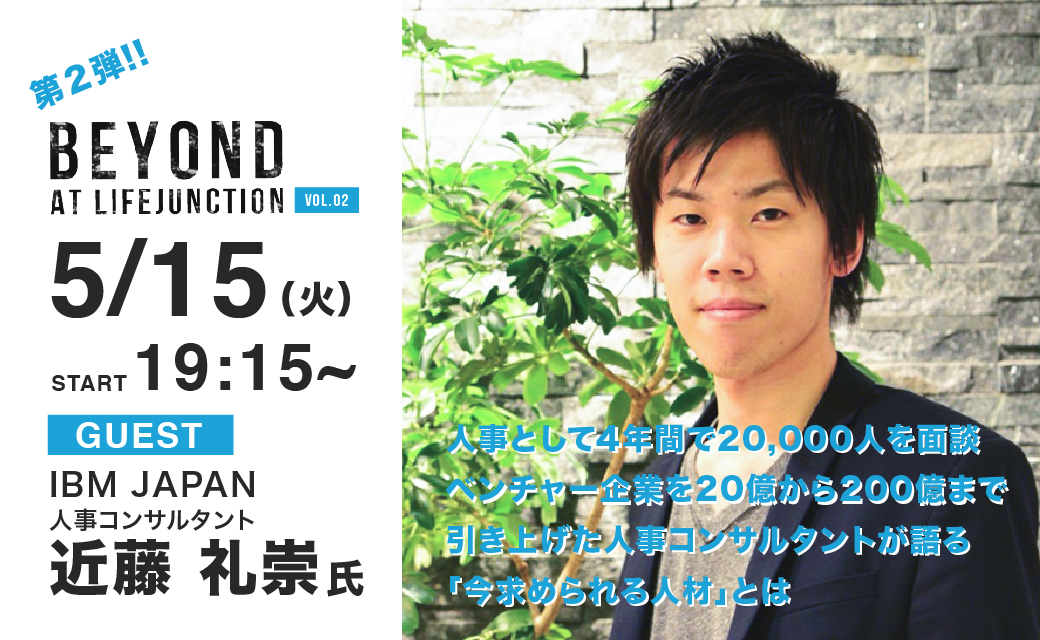 第2弾!!
BEYOND
AT LIFEJUNCTION VOL.02
5/15(火)
START 19:15~
GUEST
IBM JAPAN
人事コンサルタント
近藤 礼崇氏
人事として4年間で20,000人を面談
ベンチャー企業を20億から200億まで
引き上げた人事コンサルタントが語る
「今求められる人材」とは